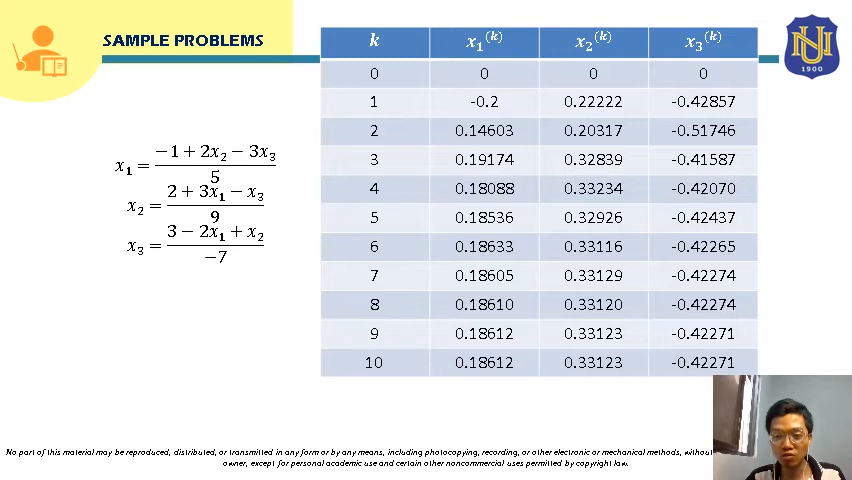 SAMPLE PROBLEMS
x₁ = (−1 + 2x₂ − 3x₃)/5
x₂ = (2 + 3x₁ − x₃)/9
x₃ = (3 − 2x₁ + x₂)/−7
k x₁⁽ᵏ⁾ x₂⁽ᵏ⁾ x₃⁽ᵏ⁾
0 0 0 0
1 -0.2 0.22222 -0.42857
2 0.14603 0.20317 -0.51746
3 0.19174 0.32839 -0.41587
4 0.18088 0.33234 -0.42070
5 0.18536 0.32926 -0.42437
6 0.18633 0.33116 -0.42265
7 0.18605 0.33129 -0.42274
8 0.18610 0.33120 -0.42274
9 0.18612 0.33123 -0.42271
10 0.18612 0.33123 -0.42271
NU
1900
No part of this material may be reproduced, distributed, or transmitted in any form or by any means, including photocopying, recording, or other electronic or mechanical methods, without
owner, except for personal academic use and certain other noncommercial uses permitted by copyright law.